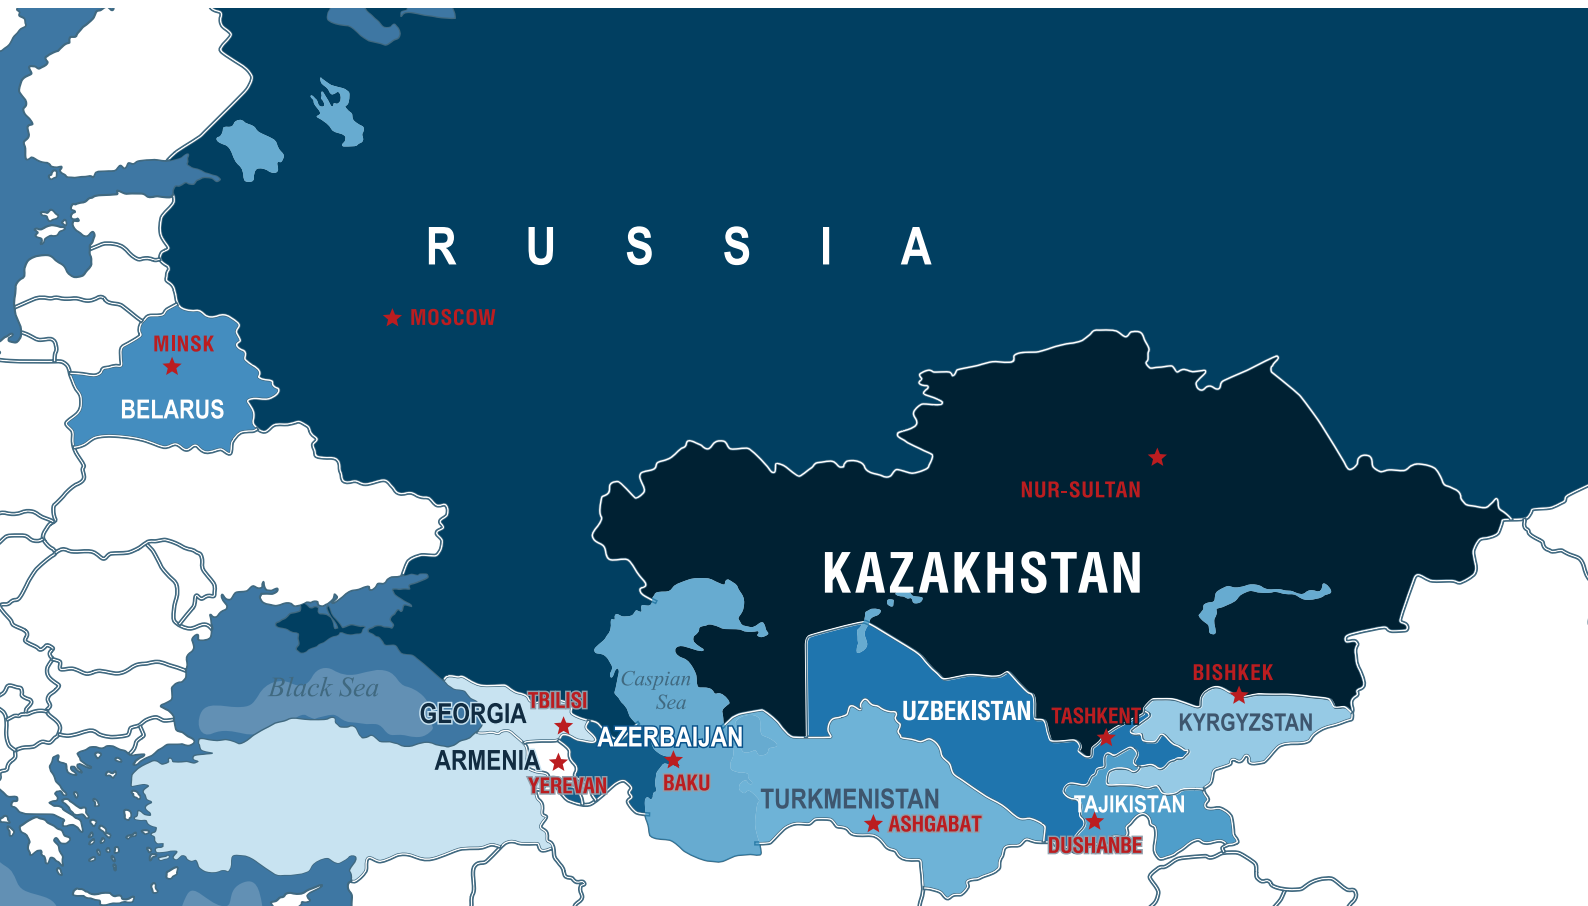 R U S S I A
MOSCOW
MINSK
BELARUS
NUR-SULTAN
KAZAKHSTAN
BISHKEK
Black Sea
Caspian
Sea
TBILISI
GEORGIA
UZBEKISTAN
TASHKENT
KYRGYZSTAN
AZERBAIJAN
ARMENIA
YEREVAN
BAKU
TURKMENISTAN
TAJIKISTAN
ASHGABAT
DUSHANBE